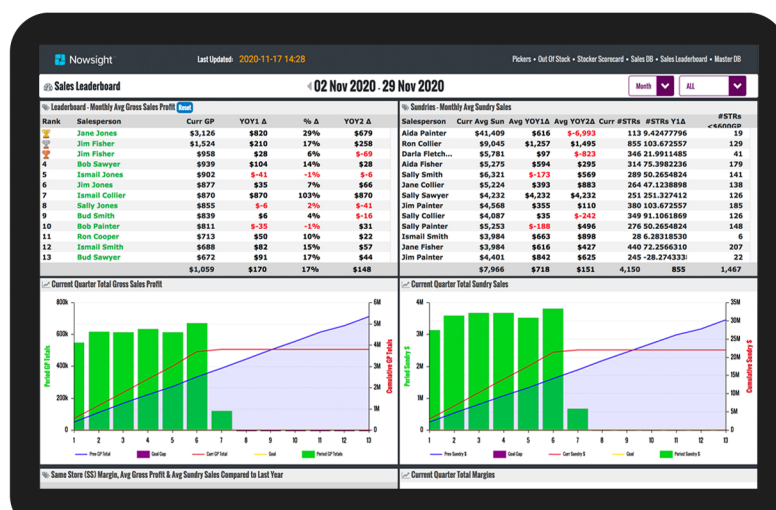 Nowsight
Last Updated: 2020-11-17 14:28
Pickers • Out Of Stock • Stocker Scorecard • Sales DB • Sales Leaderboard • Master DB
Sales Leaderboard
02 Nov 2020 - 29 Nov 2020
Month
ALL
Leaderboard - Monthly Avg Gross Sales Profit Reset
Rank Salesperson Curr GP YOY1 Δ % Δ YOY2 Δ
Jane Jones $3,126 $820 29% $679
Jim Fisher $1,524 $210 17% $258
Jim Fisher $958 $28 6% $-69
4 Bob Sawyer $939 $104 14% $28
5 Ismail Jones $902 $-41 -1% $-6
6 Jim Jones $877 $35 7% $66
7 Ismail Collier $870 $870 103% $870
8 Sally Jones $855 $-6 2% $-41
9 Bud Smith $839 $6 4% $-16
10 Bob Painter $811 $-35 -1% $31
11 Ron Cooper $713 $50 10% $22
12 Ismail Smith $688 $82 15% $57
13 Bud Sawyer $672 $91 17% $44
$1,059 $170 17% $148
Sundries - Monthly Avg Sundry Sales
Salesperson Curr Avg Sun Avg YOY1Δ Avg YOY2Δ Curr #STRs #STRs Y1Δ #STRs <$600GP
Aida Painter $41,409 $616 $-6,993 113 9.42477796 19
Ron Collier $9,045 $1,257 $1,495 855 103.672557 129
Darla Fletch... $5,781 $97 $-823 346 21.9911485 41
Aida Fisher $5,275 $594 $295 314 75.3982236 179
Sally Smith $6,321 $-173 $569 289 50.2654824 141
Jane Collier $5,224 $393 $883 264 47.1238898 138
Sally Sawyer $4,232 $4,232 $4,232 251 251.327412 126
Jim Painter $4,568 $355 $110 380 103.672557 185
Sally Collier $4,087 $35 $-242 349 91.1061869 126
Sally Painter $5,253 $-188 $496 276 50.2654824 148
Ismail Smith $3,984 $663 $898 28 6.28318530 6
Jane Fisher $3,984 $616 $427 440 72.2566310 207
Jim Painter $4,401 $842 $625 245 -28.274333 22
$7,966 $718 $151 4,150 855 1,467
Current Quarter Total Gross Sales Profit
800k
600k
400k
200k
0
Period GP Totals
6M
5M
4M
3M
2M
1M
0
Cumulative GP Totals
1 2 3 4 5 6 7 8 9 10 11 12 13
Prev GP Total Goal Gap Curr GP Total Goal Period GP Totals
Current Quarter Total Sundry Sales
4M
3M
2M
1M
0
Period Sundry $
35M
30M
25M
20M
15M
10M
5M
0
Cumulative Sundry $
1 2 3 4 5 6 7 8 9 10 11 12 13
Prev Sundry $ Goal Gap Curr Sundry $ Goal Period Sundry $
Same Store (SS) Margin, Avg Gross Profit & Avg Sundry Sales Compared to Last Year
Current Quarter Total Margins